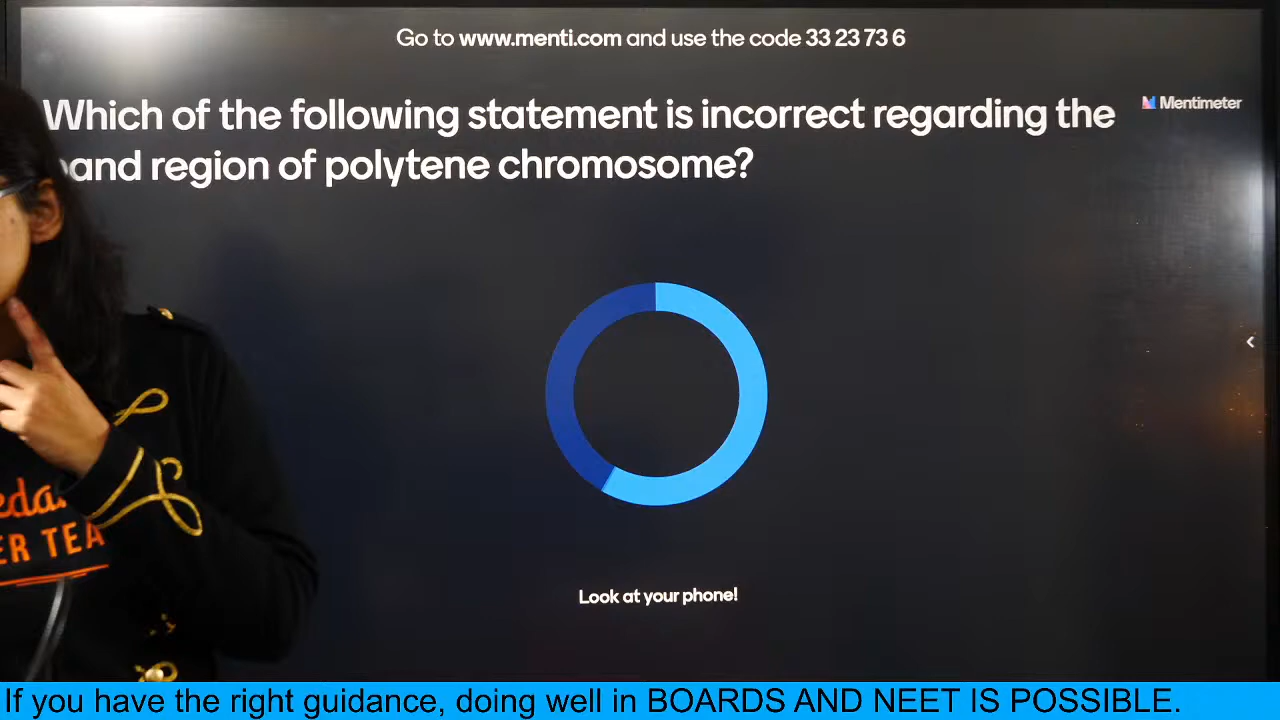 Go to www.menti.com and use the code 33 23 73 6
Which of the following statement is incorrect regarding the
Mentimeter
band region of polytene chromosome?
Look at your phone!
ER TEA
If you have the right guidance, doing well in BOARDS AND NEET IS POSSIBLE.